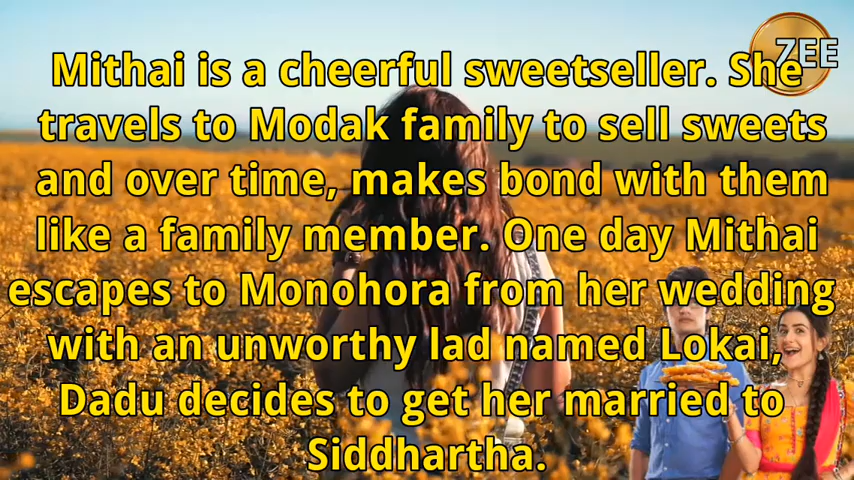 ZEE
Mithai is a cheerful sweetseller. She
travels to Modak family to sell sweets
and over time, makes bond with them
like a family member. One day Mithai
escapes to Monohora from her wedding
with an unworthy lad named Lokai,
Dadu decides to get her married to
Siddhartha.